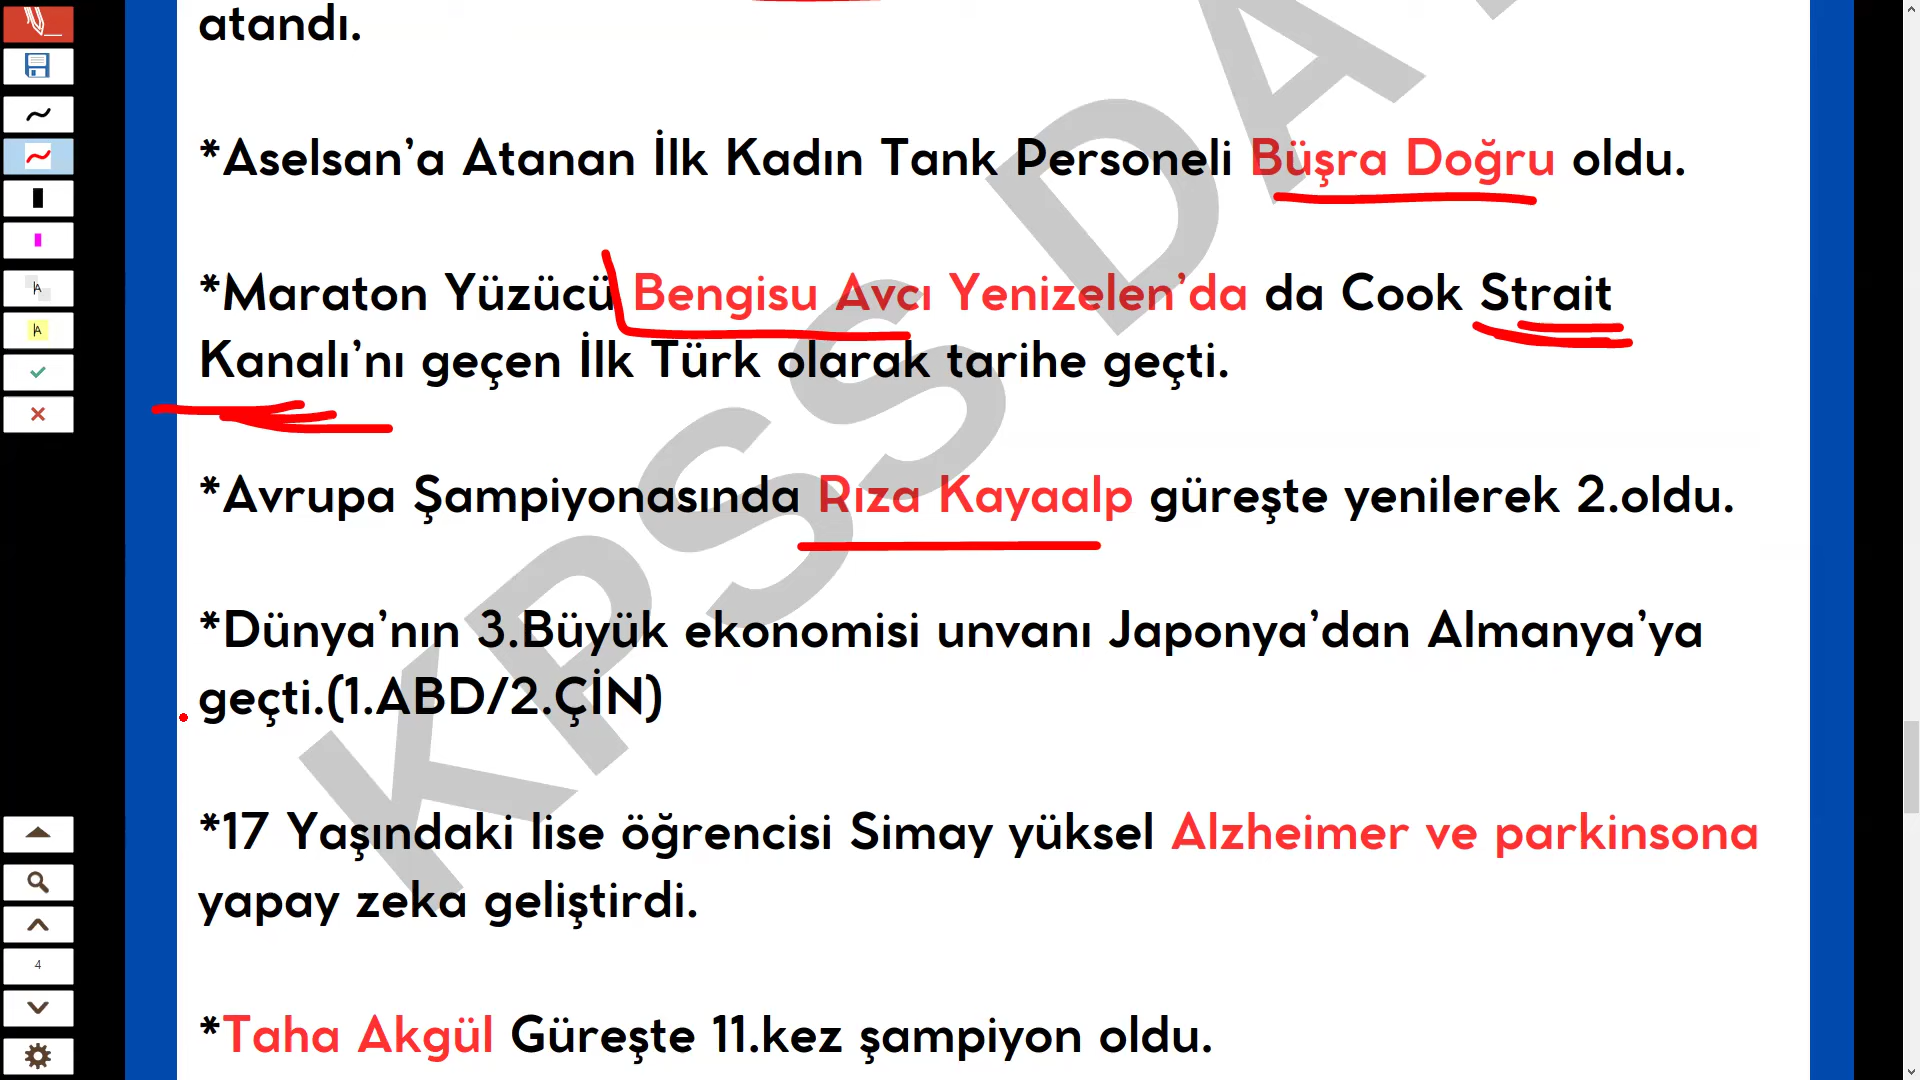 atandı.
*Aselsan’a Atanan İlk Kadın Tank Personeli Büşra Doğru oldu.
*Maraton Yüzücü Bengisu Avcı Yenizelen’da da Cook Strait
Kanalı’nı geçen İlk Türk olarak tarihe geçti.
*Avrupa Şampiyonasında Rıza Kayaalp güreşte yenilerek 2.oldu.
*Dünya’nın 3.Büyük ekonomisi unvanı Japonya’dan Almanya’ya
geçti.(1.ABD/2.ÇİN)
*17 Yaşındaki lise öğrencisi Simay yüksel Alzheimer ve parkinsona
yapay zeka geliştirdi.
*Taha Akgül Güreşte 11.kez şampiyon oldu.
KPSS DA
4